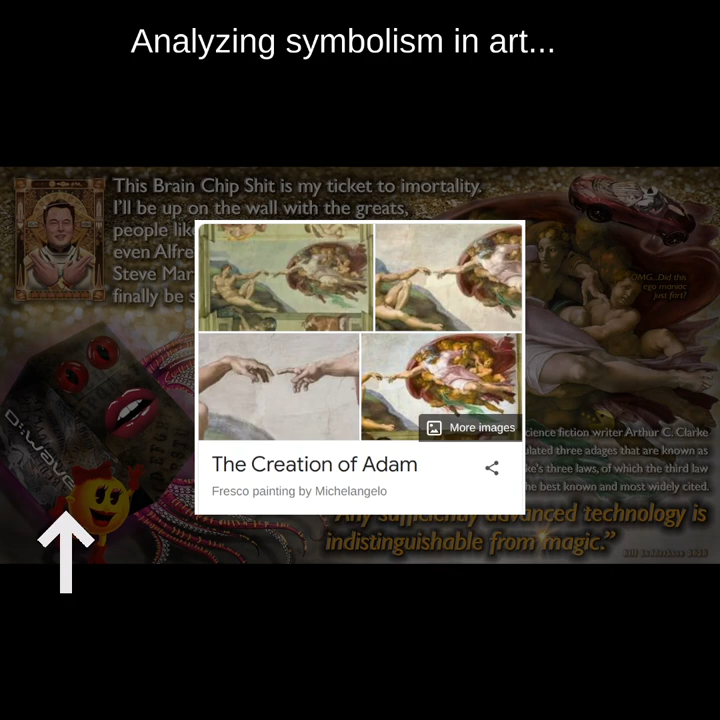 Analyzing symbolism in art...
This Brain Chip Shit is my ticket to imortality.
I'll be up on the wall with the greats,
people lik
even Alfre
Steve Mar
finally be s
OMG...Did this
ego maniac
just fart?
D:wave
More images
The Creation of Adam
Fresco painting by Michelangelo
cience fiction writer Arthur C. Clarke
ulated three adages that are known as
ke's three laws, of which the third law
he best known and most widely cited.
"Any sufficiently advanced technology is
indistinguishable from magic."